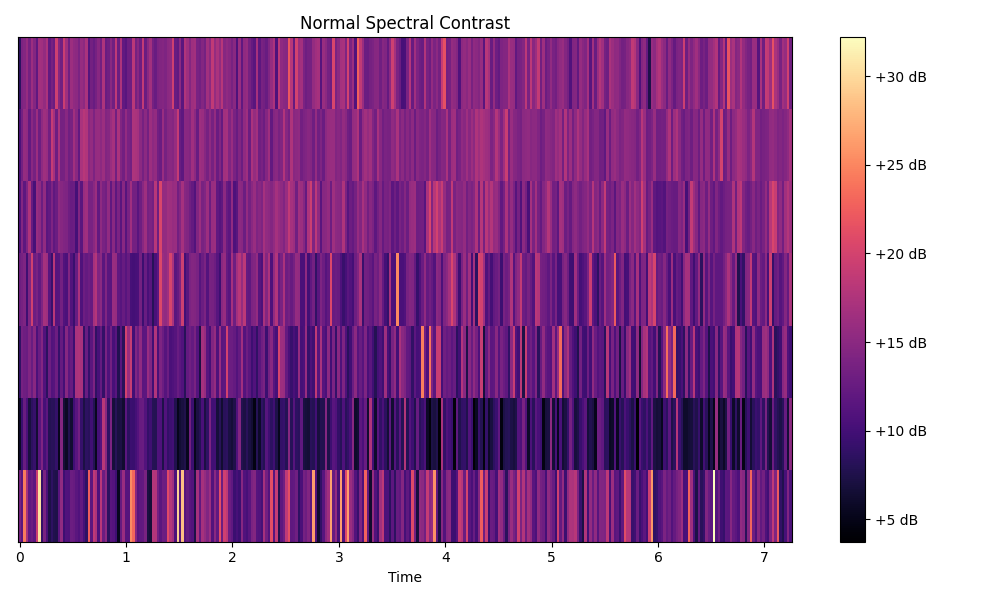 Normal Spectral Contrast
+30 dB
+25 dB
+20 dB
+15 dB
+10 dB
+5 dB
0 1 2 3 4 5 6 7
Time